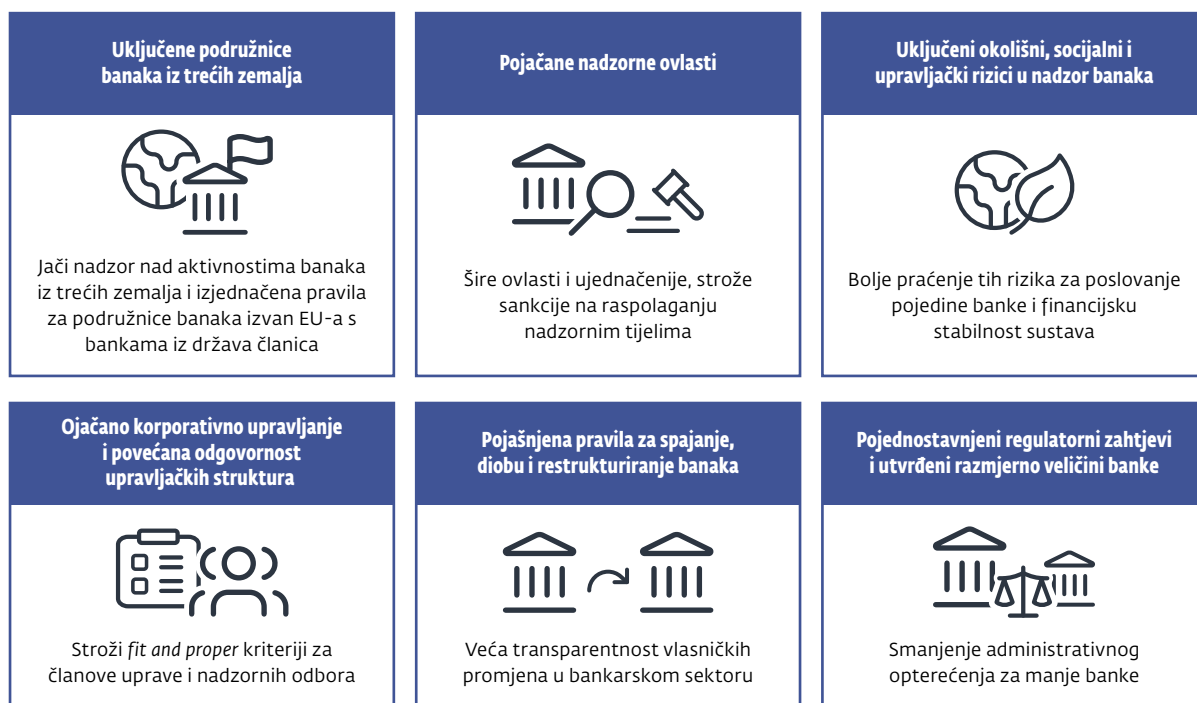 Uključene podružnice
banaka iz trećih zemalja
Jači nadzor nad aktivnostima banaka
iz trećih zemalja i izjednačena pravila
za podružnice banaka izvan EU-a s
bankama iz država članica
Pojačane nadzorne ovlasti
Šire ovlasti i ujednačenije, strože
sankcije na raspolaganju
nadzornim tijelima
Uključeni okolišni, socijalni i
upravljački rizici u nadzor banaka
Bolje praćenje tih rizika za poslovanje
pojedine banke i financijsku
stabilnost sustava
Ojačano korporativno upravljanje
i povećana odgovornost
upravljačkih struktura
Stroži fit and proper kriteriji za
članove uprave i nadzornih odbora
Pojašnjena pravila za spajanje,
diobu i restrukturiranje banaka
Veća transparentnost vlasničkih
promjena u bankarskom sektoru
Pojednostavnjeni regulatorni zahtjevi
i utvrđeni razmjerno veličini banke
Smanjenje administrativnog
opterećenja za manje banke